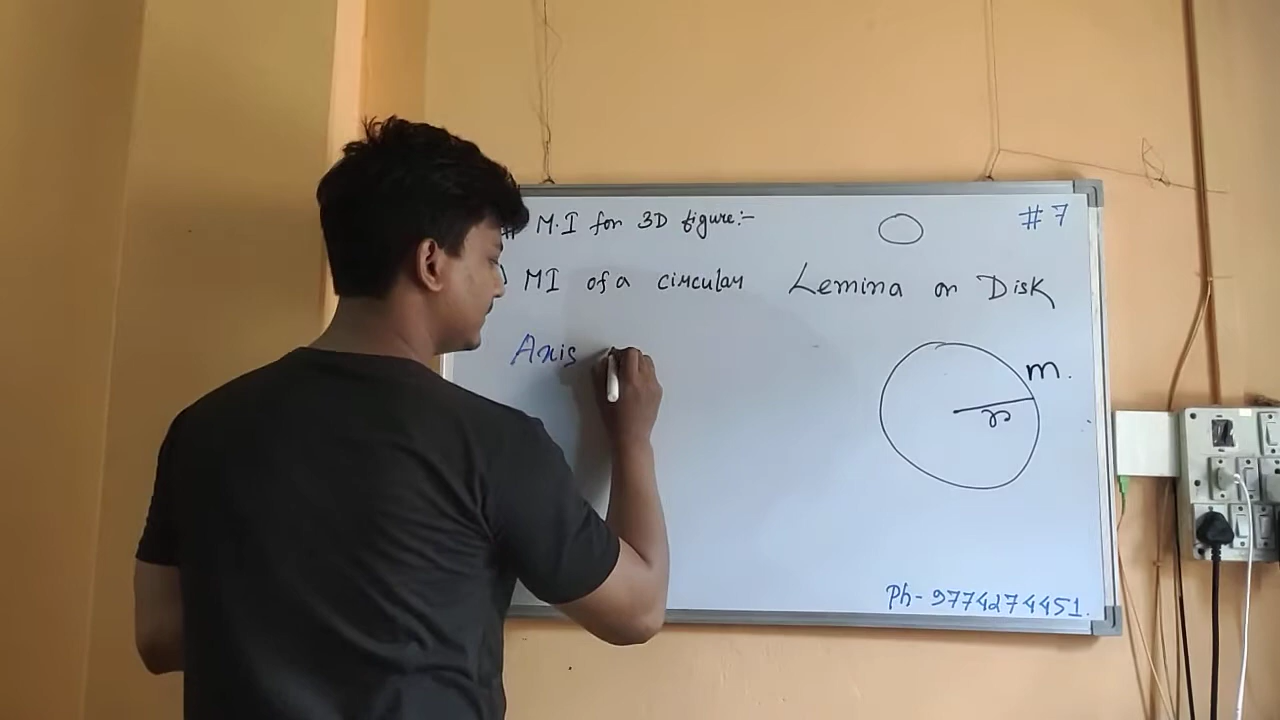 # M.I for 3D figure:-
#7
) MI of a circular Lemina or Disk
Axis
m.
r
Ph- 9774274451.